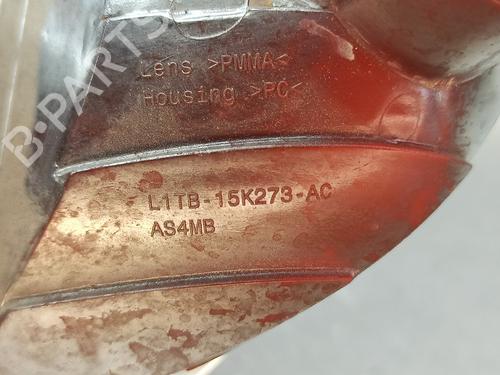 Lens >PMMA<
Housing >PC<
L1TB-15K273-AC
AS4MB
B-PARTS